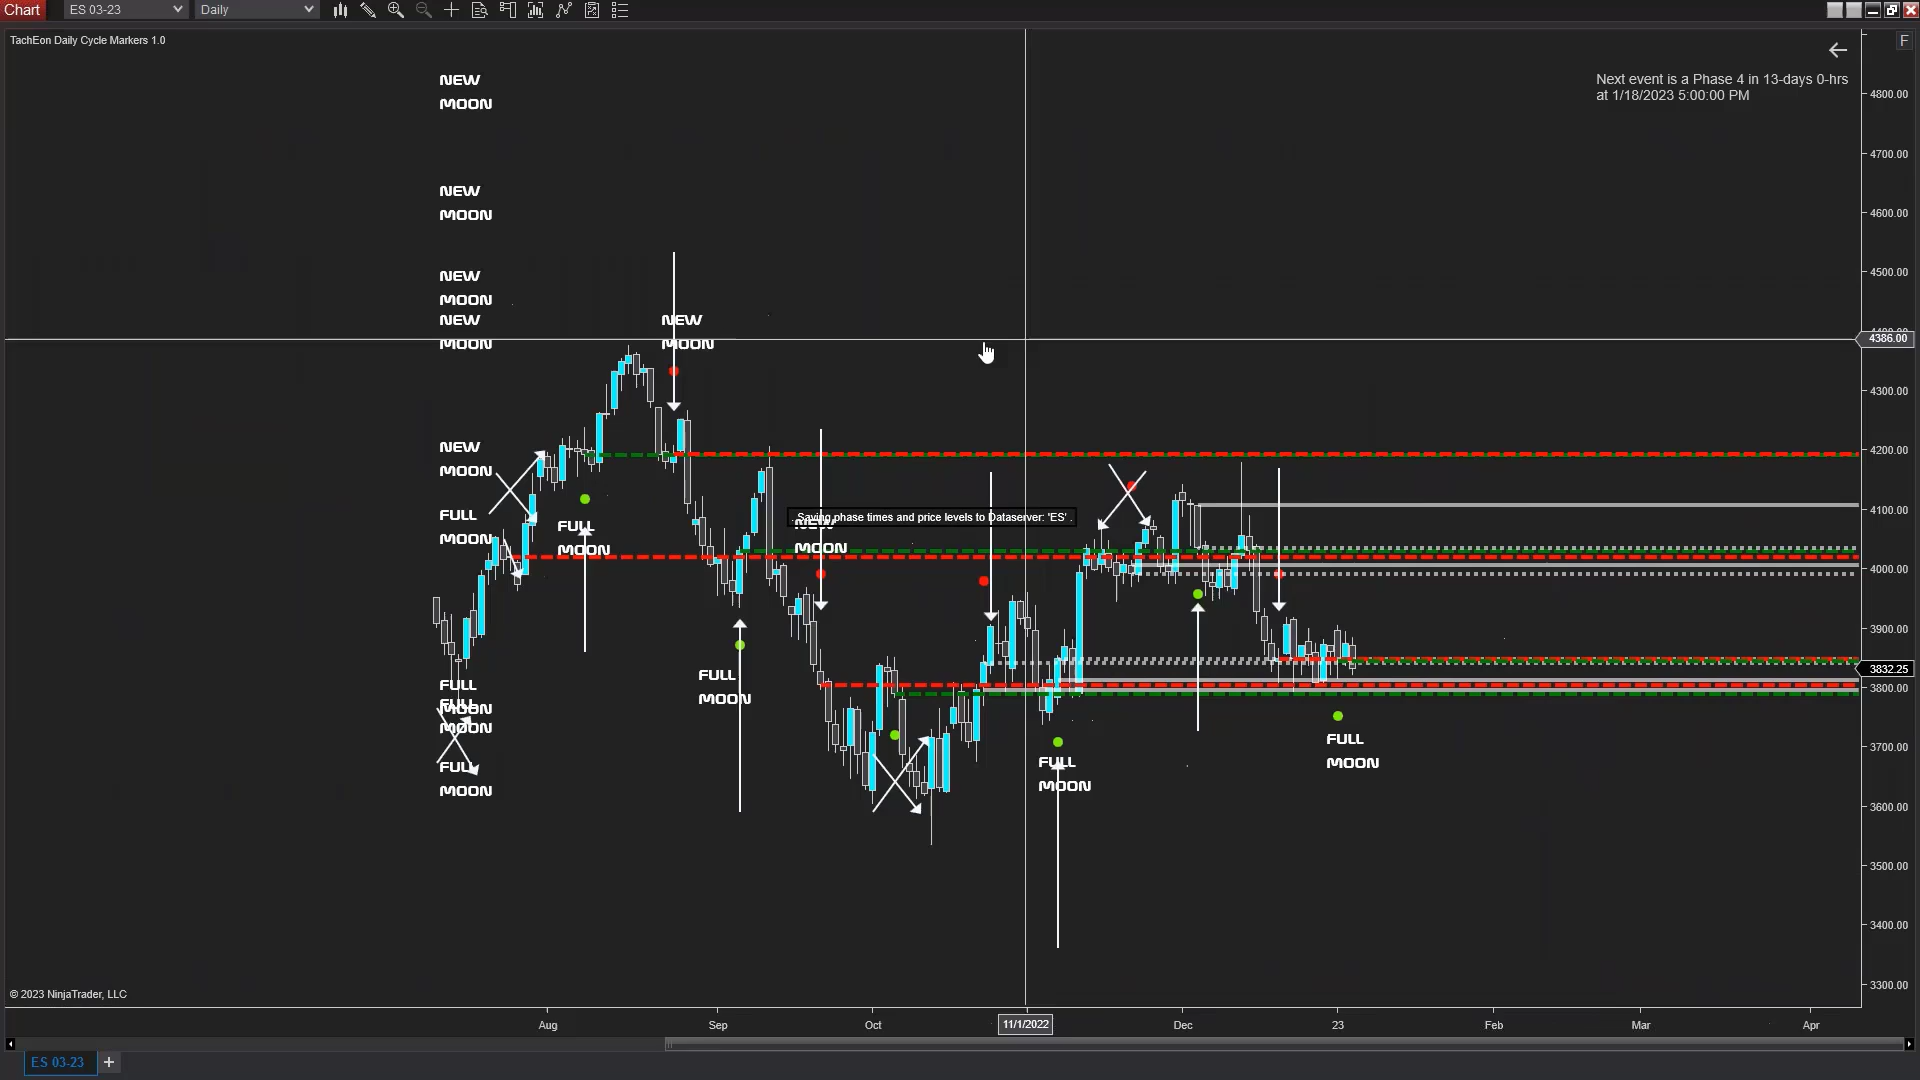 Chart
ES 03-23
Daily
TachEon Daily Cycle Markers 1.0
F
Next event is a Phase 4 in 13-days 0-hrs
at 1/18/2023 5:00:00 PM
NEW
MOON
NEW
MOON
NEW
MOON
NEW
MOON
NEW
MOON
NEW
MOON
FULL
MOON
FULL
MOON
Saving phase times and price levels to Dataserver: 'ES' .
NEW
MOON
FULL
MOON
FULL
MOON
FULL
MOON
FULL
MOON
FULL
MOON
FULL
MOON
4800.00
4700.00
4600.00
4500.00
4400.00
4386.00
4300.00
4200.00
4100.00
4000.00
3900.00
3832.25
3800.00
3700.00
3600.00
3500.00
3400.00
3300.00
© 2023 NinjaTrader, LLC
Aug
Sep
Oct
11/1/2022
Dec
23
Feb
Mar
Apr
ES 03-23
+